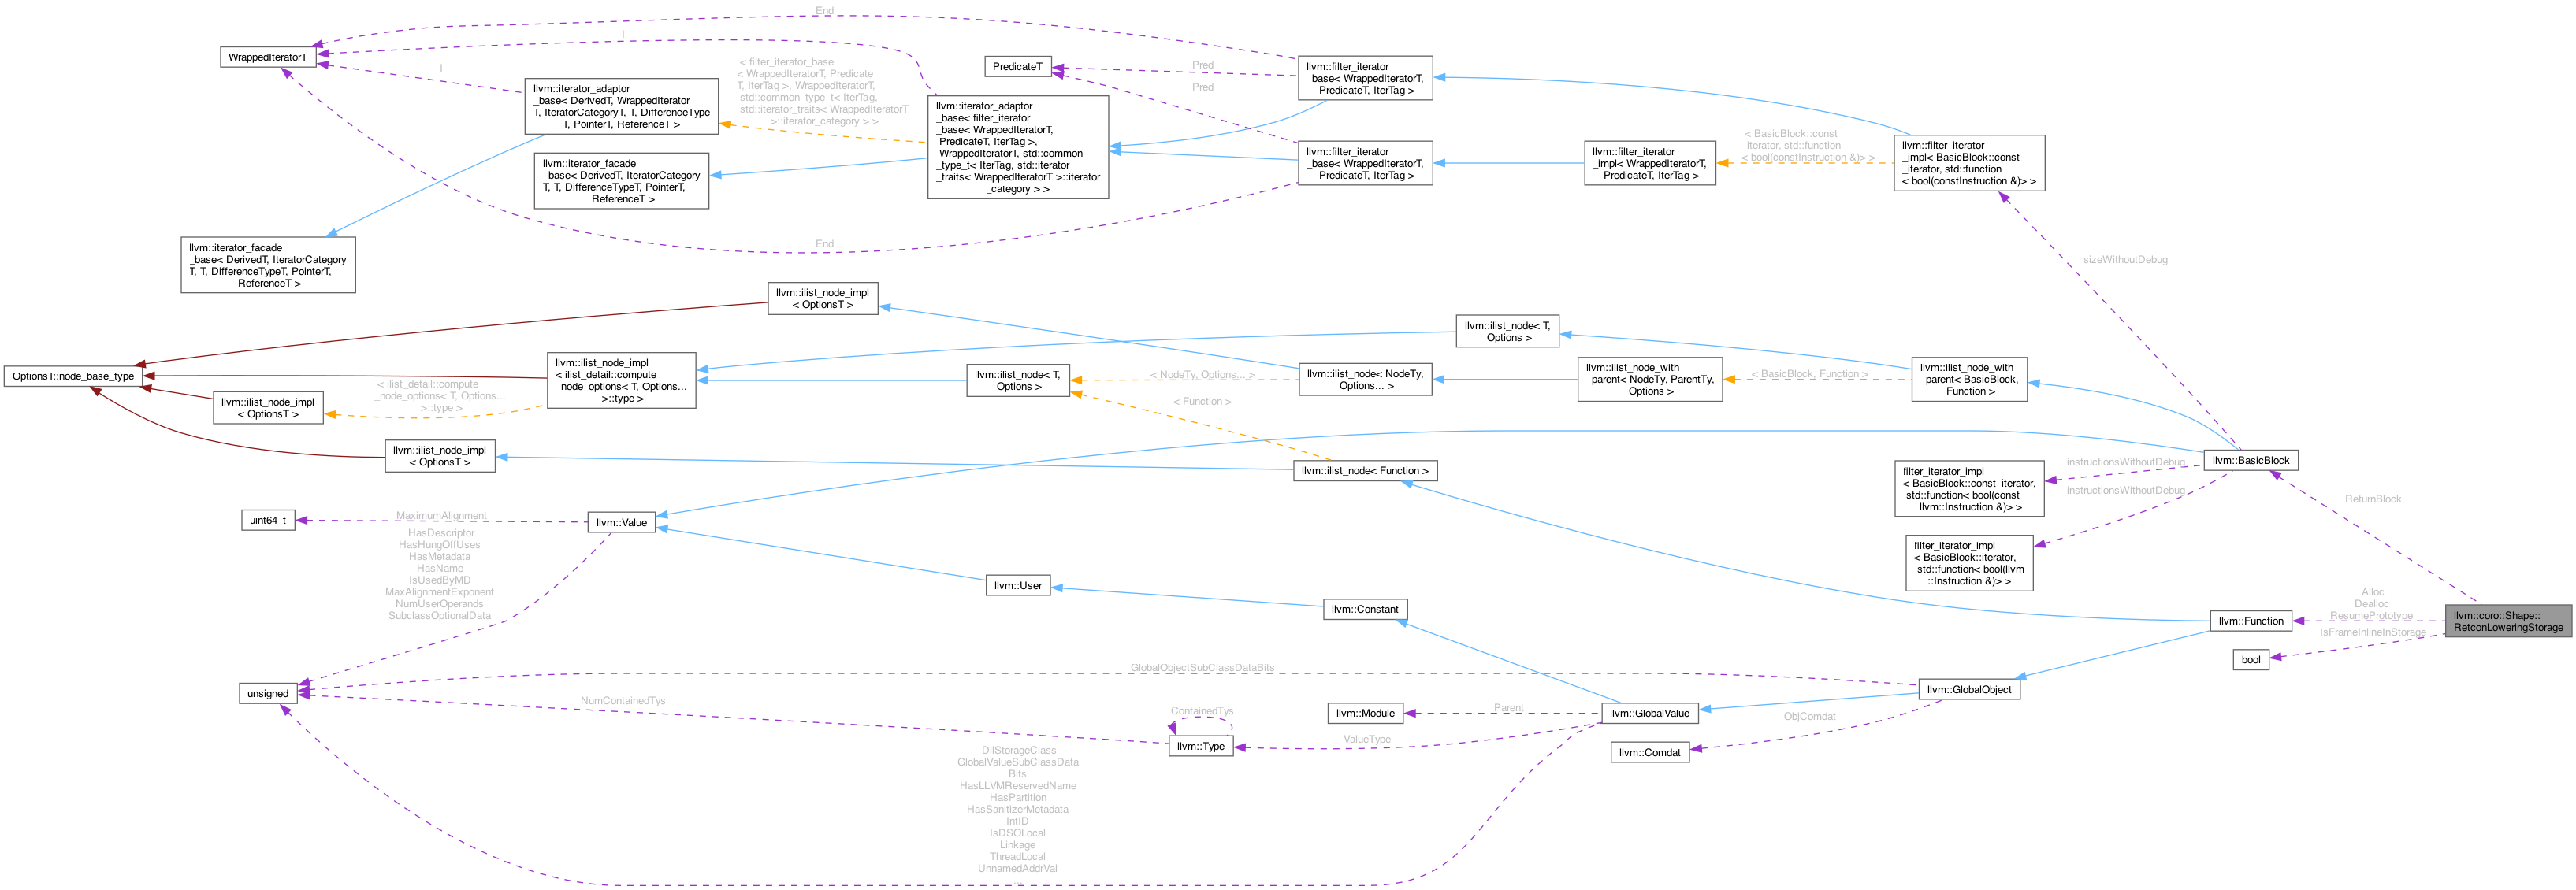 End
WrappedIteratorT
I
I
llvm::iterator_adaptor
_base< DerivedT, WrappedIterator
T, IteratorCategoryT, T, DifferenceType
T, PointerT, ReferenceT >
< filter_iterator_base
< WrappedIteratorT, Predicate
T, IterTag >, WrappedIteratorT,
std::common_type_t< IterTag,
std::iterator_traits< WrappedIteratorT
>::iterator_category > >
PredicateT
Pred
Pred
llvm::filter_iterator
_base< WrappedIteratorT,
PredicateT, IterTag >
llvm::iterator_adaptor
_base< filter_iterator
_base< WrappedIteratorT,
PredicateT, IterTag >,
WrappedIteratorT, std::common
_type_t< IterTag, std::iterator
_traits< WrappedIteratorT >::iterator
_category > >
llvm::filter_iterator
_base< WrappedIteratorT,
PredicateT, IterTag >
llvm::filter_iterator
_impl< WrappedIteratorT,
PredicateT, IterTag >
< BasicBlock::const
_iterator, std::function
< bool(constInstruction &)> >
llvm::filter_iterator
_impl< BasicBlock::const
_iterator, std::function
< bool(constInstruction &)> >
llvm::iterator_facade
_base< DerivedT, IteratorCategory
T, T, DifferenceTypeT, PointerT,
ReferenceT >
End
llvm::iterator_facade
_base< DerivedT, IteratorCategory
T, T, DifferenceTypeT, PointerT,
ReferenceT >
sizeWithoutDebug
llvm::ilist_node_impl
< OptionsT >
llvm::ilist_node< T,
Options >
OptionsT::node_base_type
llvm::ilist_node_impl
< OptionsT >
< ilist_detail::compute
_node_options< T, Options...
>::type >
llvm::ilist_node_impl
< ilist_detail::compute
_node_options< T, Options...
>::type >
llvm::ilist_node< T,
Options >
< NodeTy, Options... >
< Function >
llvm::ilist_node< NodeTy,
Options... >
llvm::ilist_node_with
_parent< NodeTy, ParentTy,
Options >
< BasicBlock, Function >
llvm::ilist_node_with
_parent< BasicBlock,
Function >
llvm::ilist_node_impl
< OptionsT >
llvm::ilist_node< Function >
llvm::BasicBlock
instructionsWithoutDebug
instructionsWithoutDebug
filter_iterator_impl
< BasicBlock::const_iterator,
std::function< bool(const
llvm::Instruction &)> >
filter_iterator_impl
< BasicBlock::iterator,
std::function< bool(llvm
::Instruction &)> >
ReturnBlock
uint64_t
MaximumAlignment
llvm::Value
HasDescriptor
HasHungOffUses
HasMetadata
HasName
IsUsedByMD
MaxAlignmentExponent
NumUserOperands
SubclassOptionalData
llvm::User
llvm::Constant
llvm::Function
Alloc
Dealloc
ResumePrototype
IsFrameInlineInStorage
llvm::coro::Shape::
RetconLoweringStorage
bool
GlobalObjectSubClassDataBits
unsigned
NumContainedTys
ContainedTys
llvm::Type
llvm::Module
Parent
ValueType
llvm::GlobalValue
llvm::GlobalObject
ObjComdat
llvm::Comdat
DllStorageClass
GlobalValueSubClassData
Bits
HasLLVMReservedName
HasPartition
HasSanitizerMetadata
IntID
IsDSOLocal
Linkage
ThreadLocal
UnnamedAddrVal
...